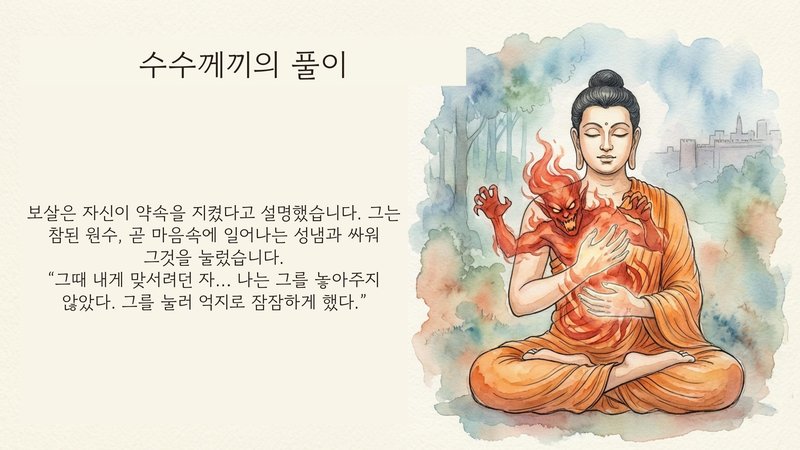 수수께끼의 풀이
보살은 자신이 약속을 지켰다고 설명했습니다. 그는
참된 원수, 곧 마음속에 일어나는 성냄과 싸워
그것을 눌렀습니다.
“그때 내게 맞서려던 자... 나는 그를 놓아주지
않았다. 그를 눌러 억지로 잠잠하게 했다.”